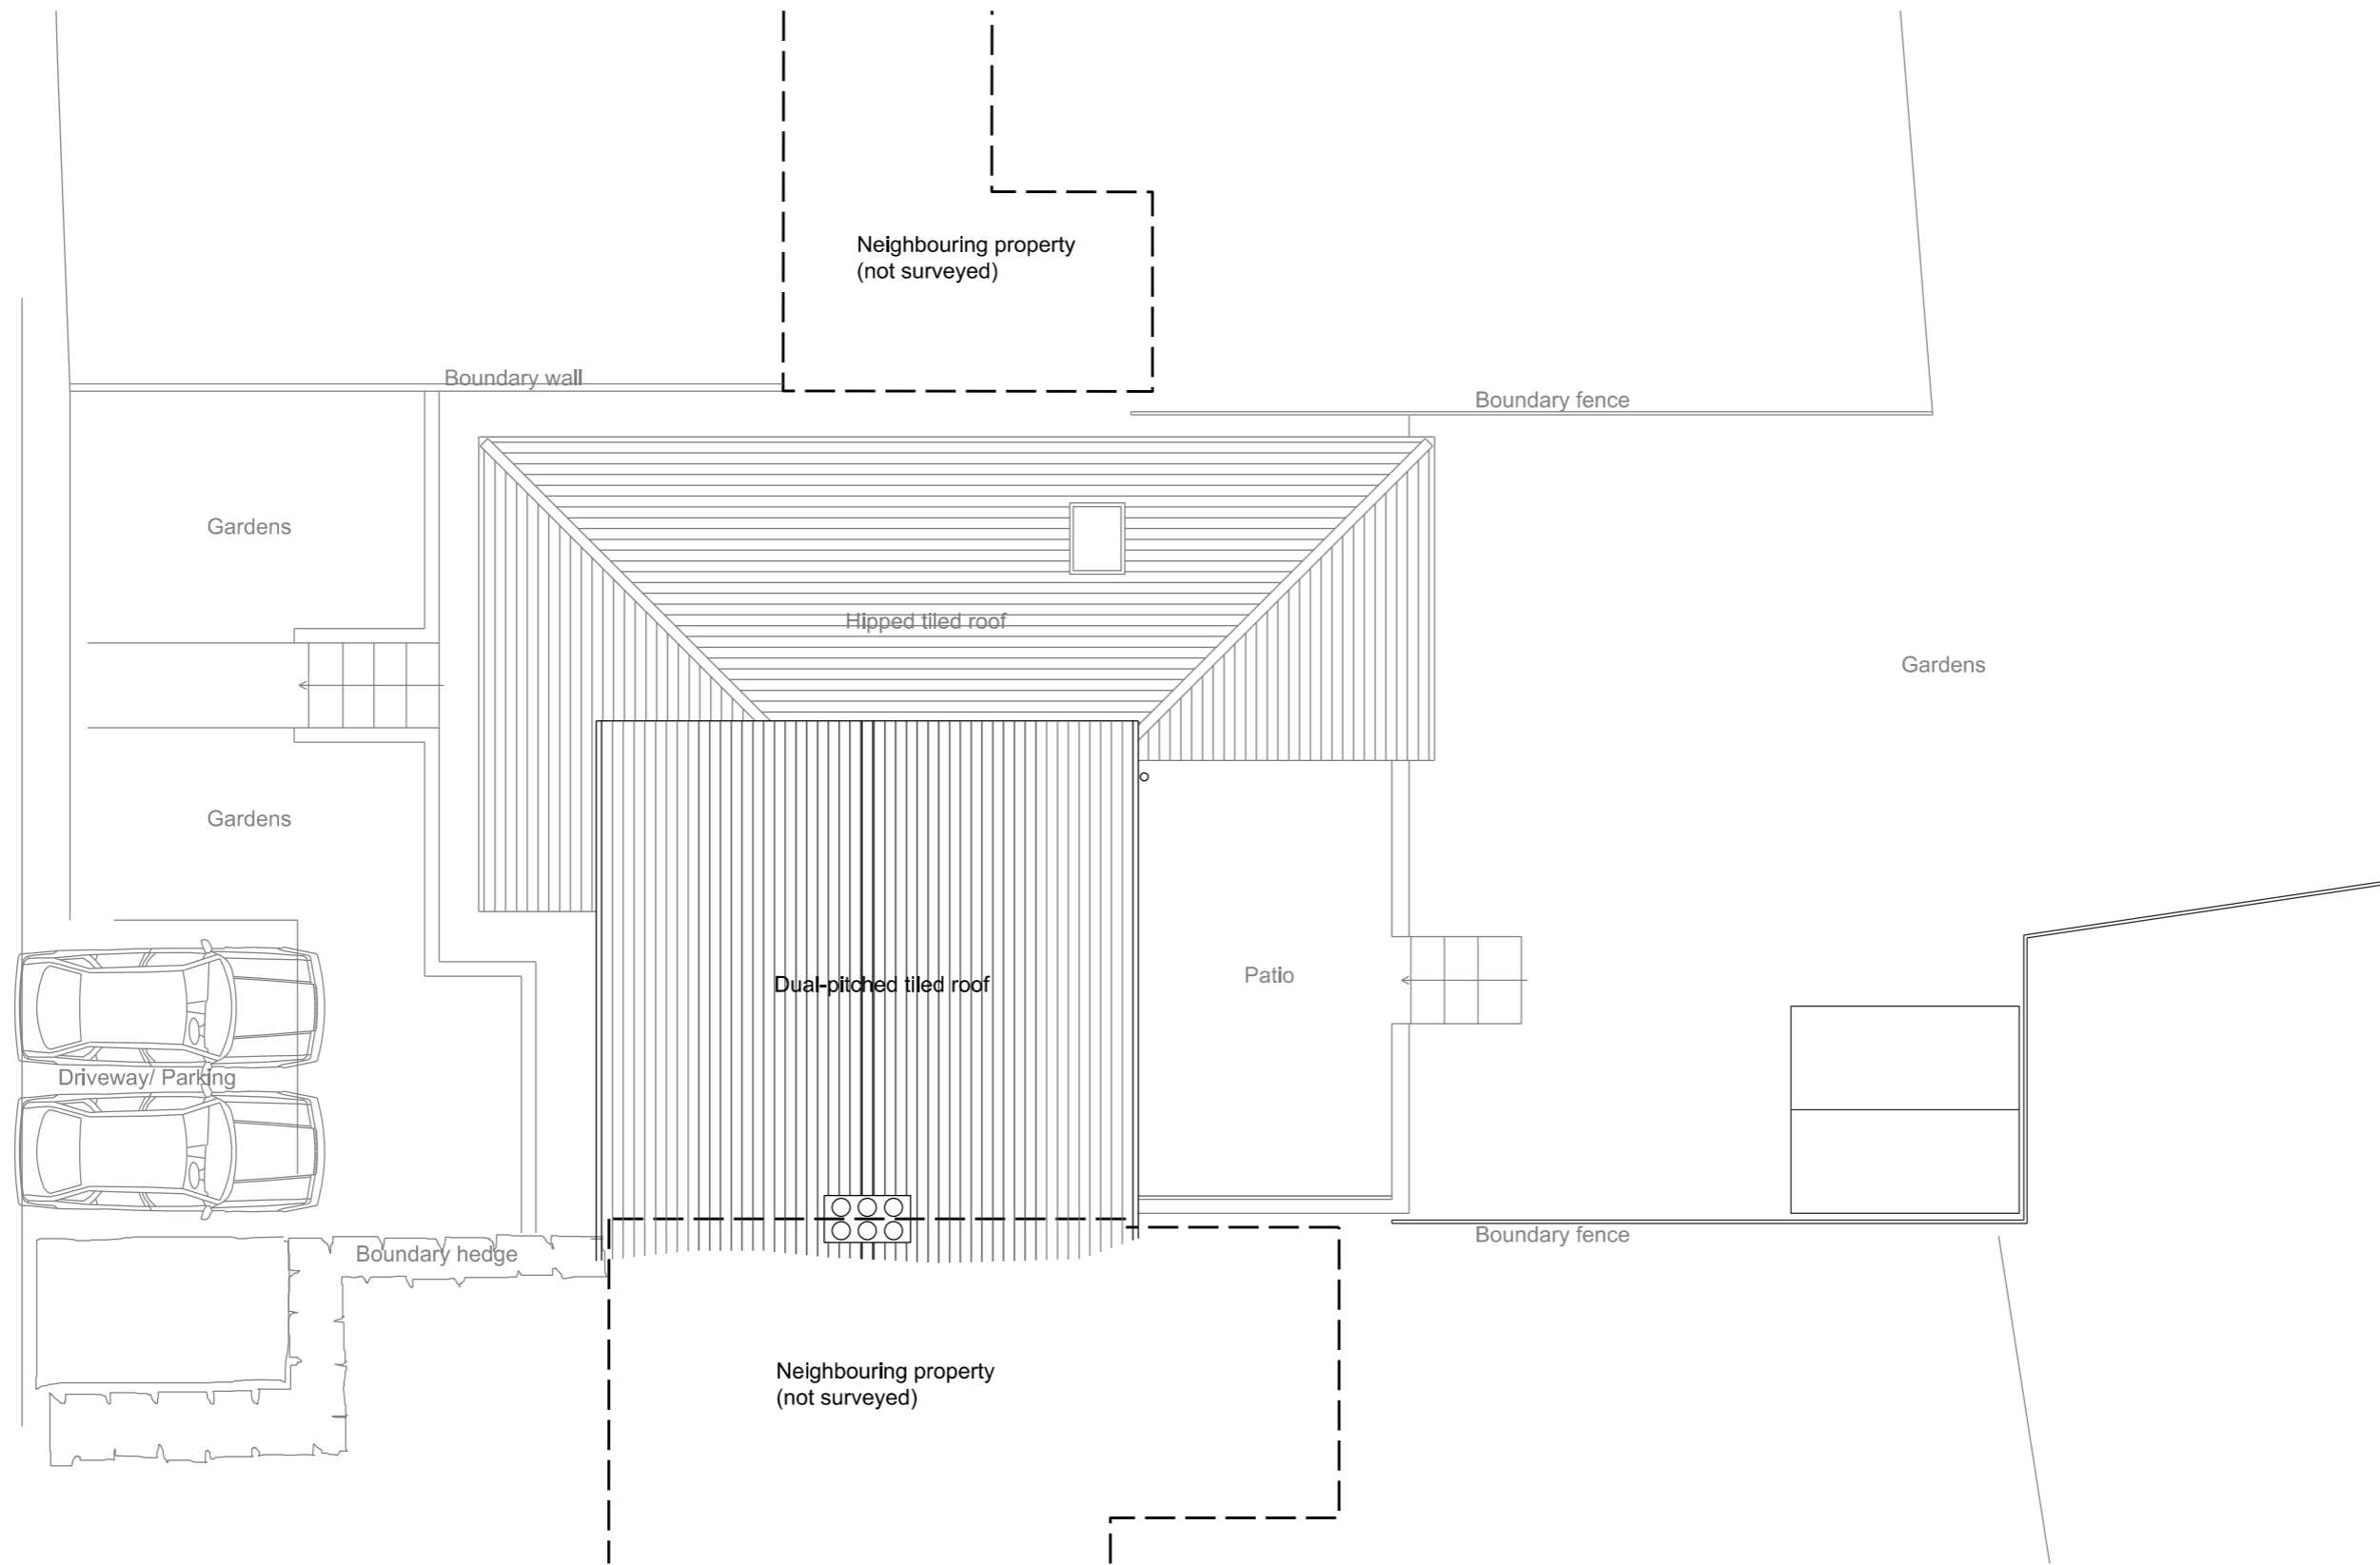 Neighbouring property
(not surveyed)
Boundary wall
Boundary fence
Gardens
Hipped tiled roof
Gardens
Gardens
Dual-pitched tiled roof
Patio
Driveway/ Parking
Boundary hedge
Boundary fence
Neighbouring property
(not surveyed)